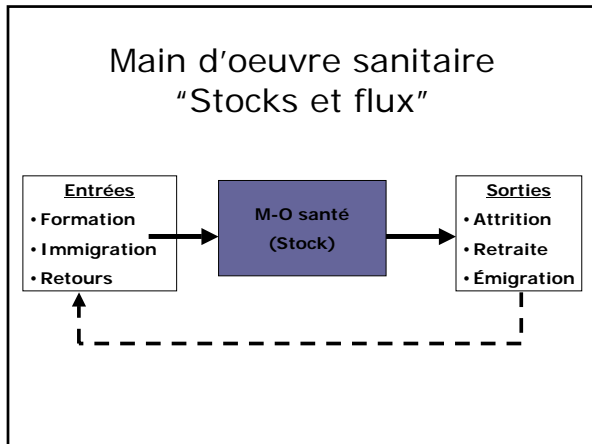 Main d'oeuvre sanitaire
"Stocks et flux"
Entrées
• Formation
• Immigration
• Retours
M-O santé
(Stock)
Sorties
• Attrition
• Retraite
• Émigration